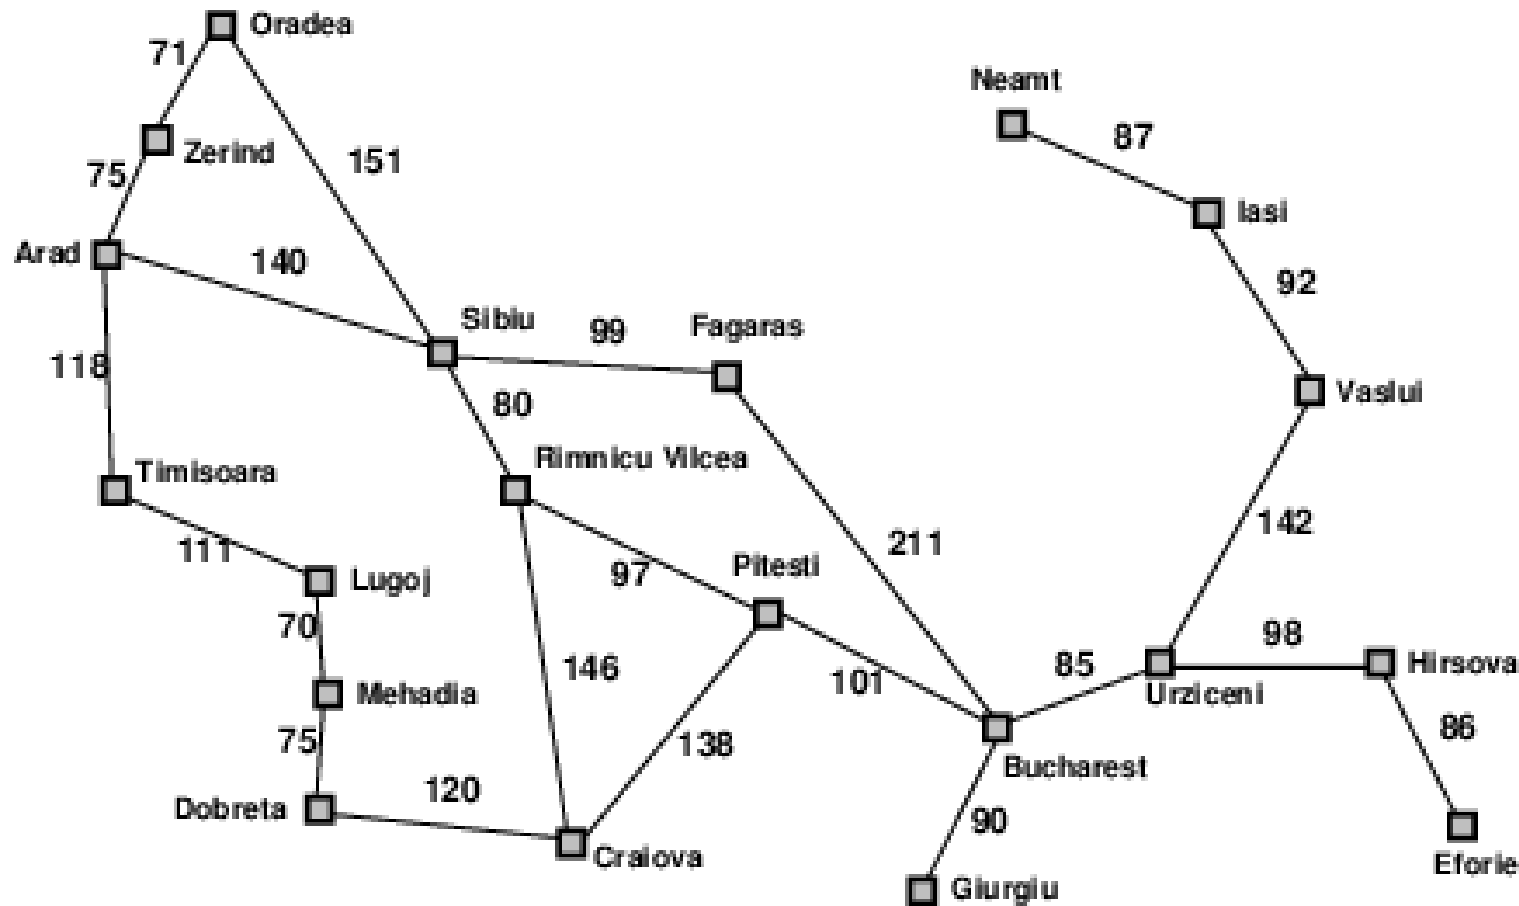 Oradea
71
Neamt
87
Zerind
151
75
Iasi
Arad
140
92
Sibiu
99
Fagaras
118
80
Vaslui
Rimnicu Vilcea
Timisoara
142
111
211
Lugoj
97
Pitesti
70
98
146
85
Hirsova
Mehadia
101
Urziceni
75
138
86
Bucharest
Dobreta
120
90
Craiova
Eforie
Giurgiu